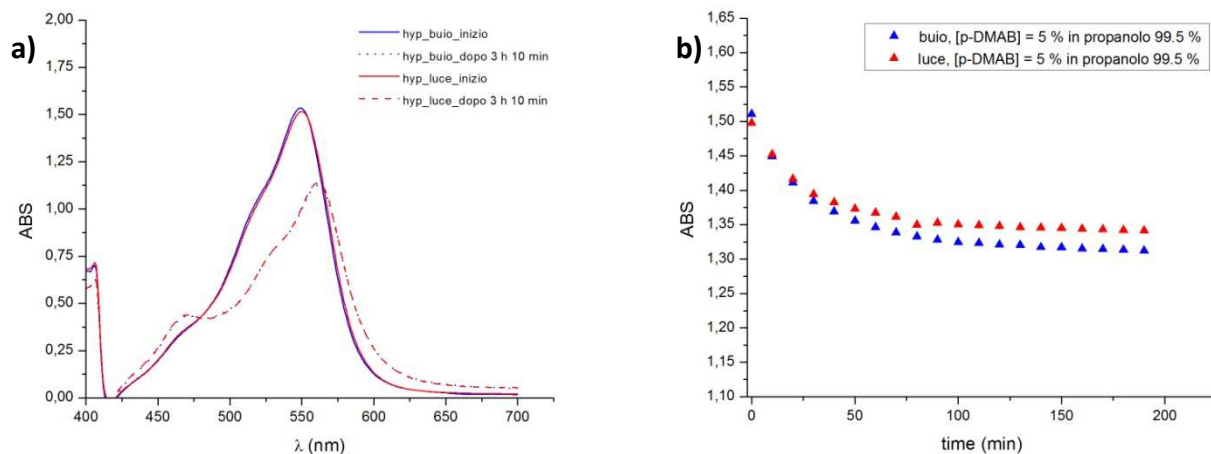 a)
2,00
1,75
1,50
1,25
1,00
0,75
0,50
0,25
0,00
ABS
400
450
500
550
600
650
700
λ (nm)
hyp_buio_inizio
hyp_buio_dopo 3 h 10 min
hyp_luce_inizio
hyp_luce_dopo 3 h 10 min
b)
1,65
1,60
1,55
1,50
1,45
1,40
1,35
1,30
1,25
1,20
1,15
1,10
ABS
0
50
100
150
200
time (min)
buio, [p-DMAB] = 5 % in propanolo 99.5 %
luce, [p-DMAB] = 5 % in propanolo 99.5 %